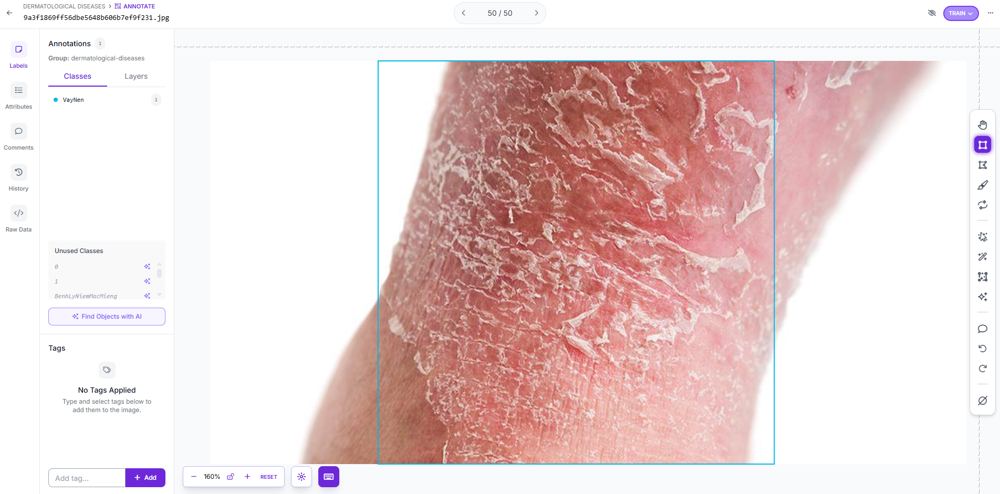 DERMATOLOGICAL DISEASES > ANNOTATE
9a3f1869ff56dbe5648b606b7ef9f231.jpg
50 / 50
TRAIN
Labels
Attributes
Comments
History
Raw Data
Annotations 1
Group: dermatological-diseases
Classes Layers
VayNen 1
Unused Classes
0
1
BenhLyNiemMacMieng
Find Objects with AI
Tags
No Tags Applied
Type and select tags below to
add them to the image.
Add tag...
+ Add
160%
RESET